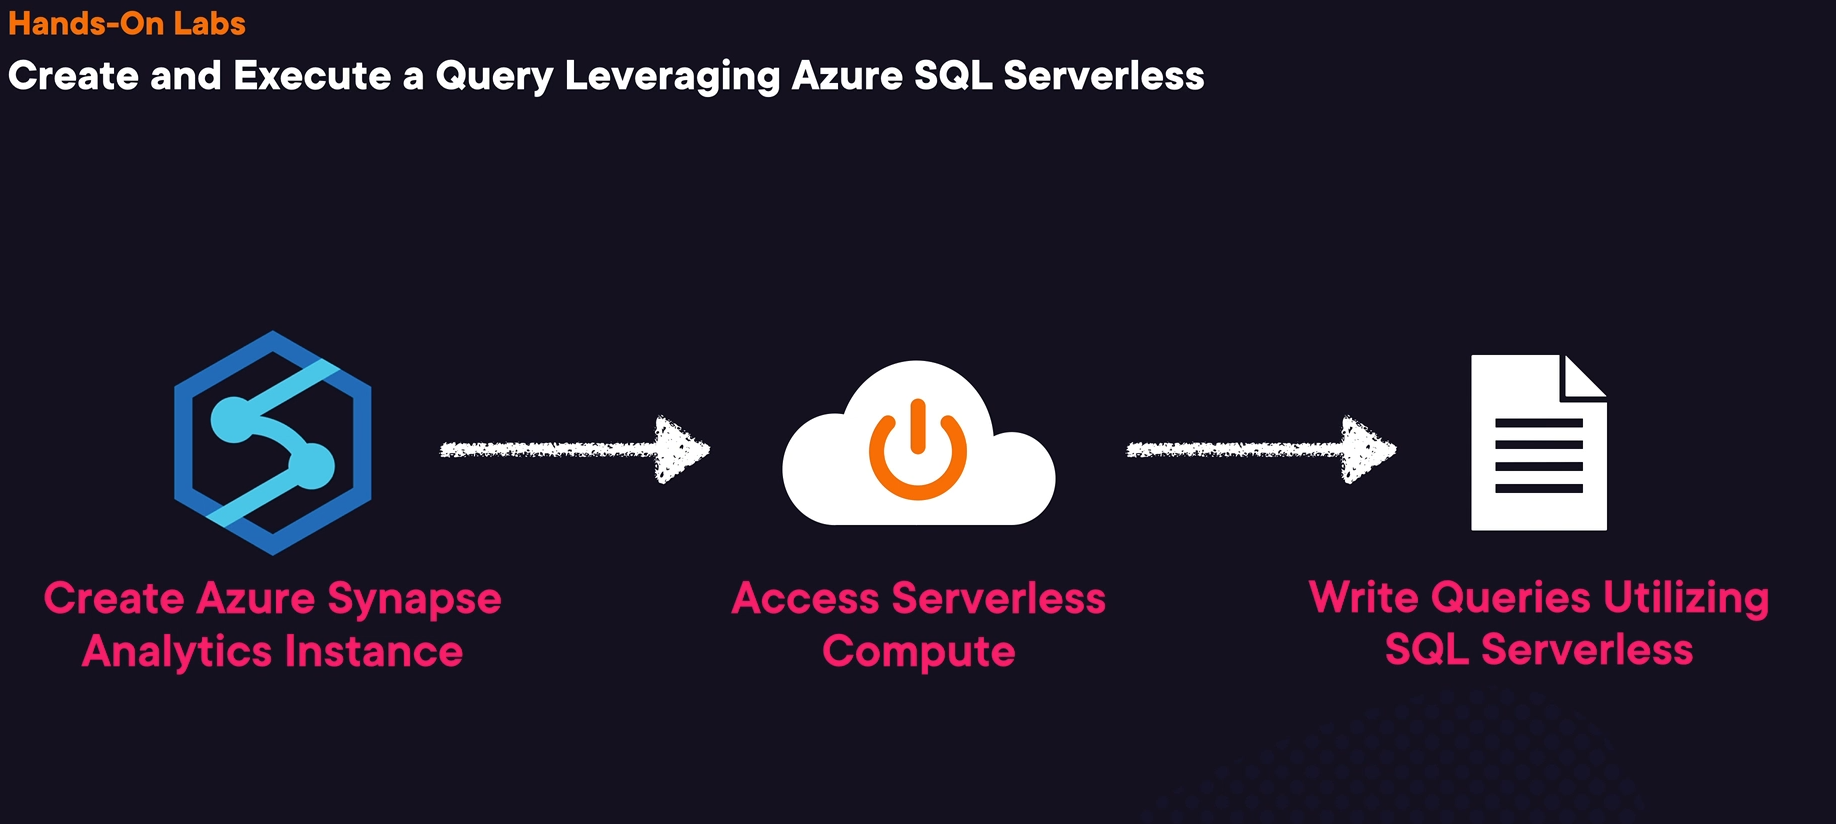 Hands-On Labs
Create and Execute a Query Leveraging Azure SQL Serverless
Create Azure Synapse
Analytics Instance
Access Serverless
Compute
Write Queries Utilizing
SQL Serverless